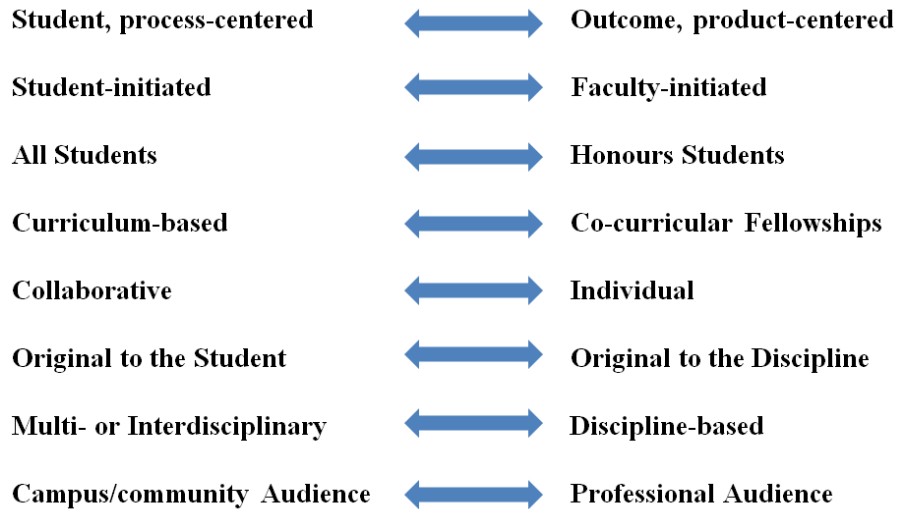 Student, process-centered Outcome, product-centered
Student-initiated Faculty-initiated
All Students Honours Students
Curriculum-based Co-curricular Fellowships
Collaborative Individual
Original to the Student Original to the Discipline
Multi- or Interdisciplinary Discipline-based
Campus/community Audience Professional Audience